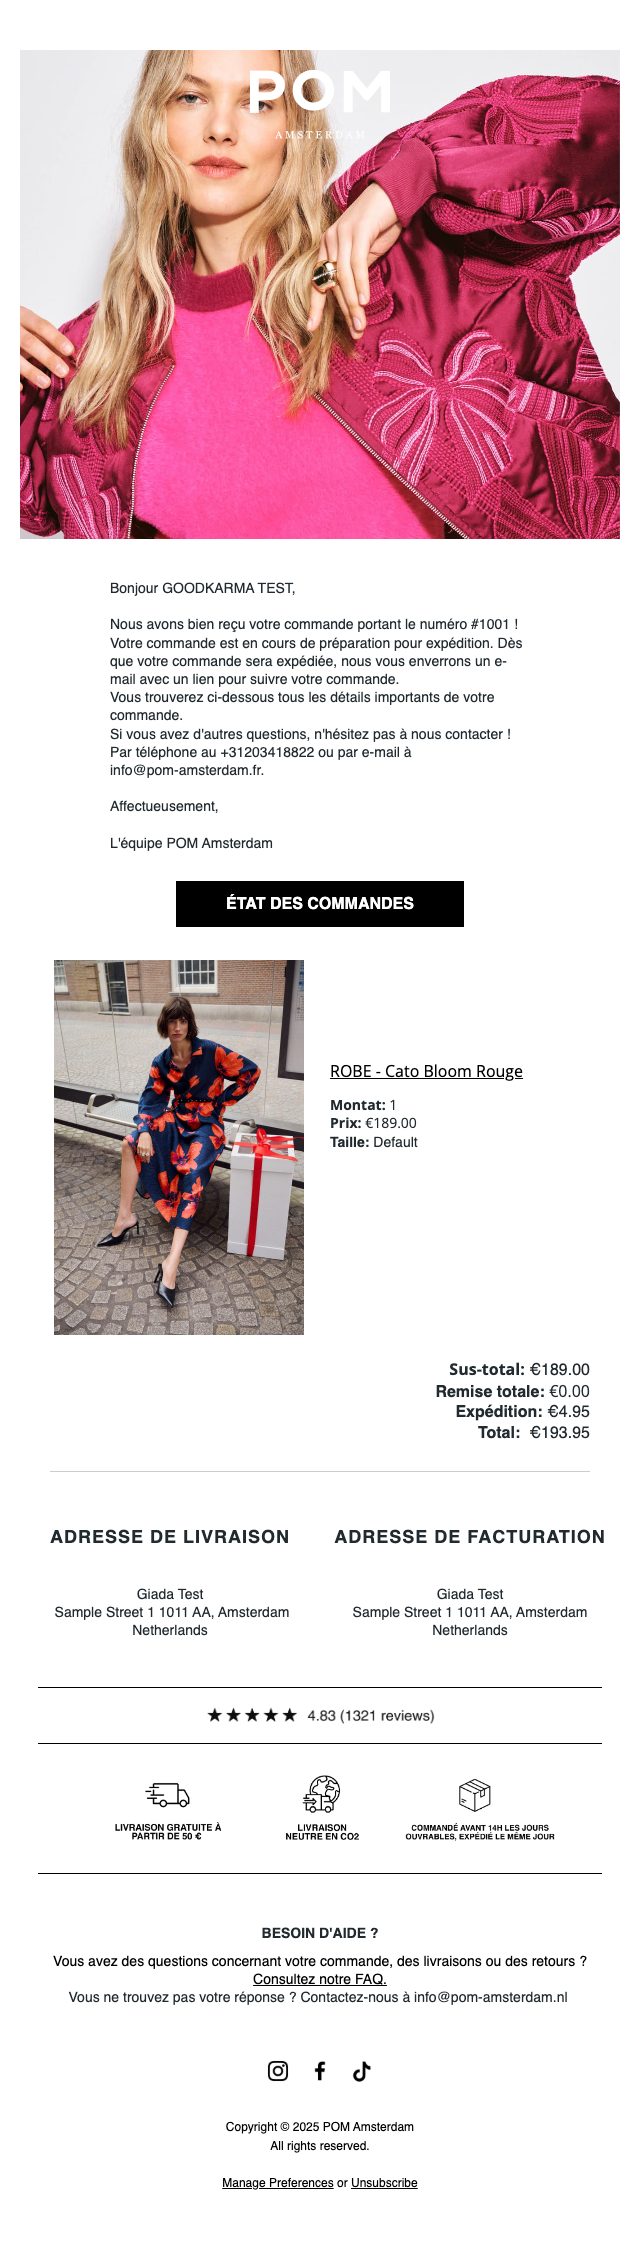 POM
AMSTERDAM
Bonjour GOODKARMA TEST,
Nous avons bien reçu votre commande portant le numéro #1001 !
Votre commande est en cours de préparation pour expédition. Dès
que votre commande sera expédiée, nous vous enverrons un e-
mail avec un lien pour suivre votre commande.
Vous trouverez ci-dessous tous les détails importants de votre
commande.
Si vous avez d'autres questions, n'hésitez pas à nous contacter !
Par téléphone au +31203418822 ou par e-mail à
info@pom-amsterdam.fr.
Affectueusement,
L'équipe POM Amsterdam
ÉTAT DES COMMANDES
ROBE - Cato Bloom Rouge
Montat: 1
Prix: €189.00
Taille: Default
Sus-total: €189.00
Remise totale: €0.00
Expédition: €4.95
Total: €193.95
ADRESSE DE LIVRAISON
Giada Test
Sample Street 1 1011 AA, Amsterdam
Netherlands
ADRESSE DE FACTURATION
Giada Test
Sample Street 1 1011 AA, Amsterdam
Netherlands
★★★★★ 4.83 (1321 reviews)
LIVRAISON GRATUITE À
PARTIR DE 50 €
LIVRAISON
NEUTRE EN CO2
COMMANDÉ AVANT 14H LES JOURS
OUVRABLES, EXPÉDIÉ LE MÊME JOUR
BESOIN D'AIDE ?
Vous avez des questions concernant votre commande, des livraisons ou des retours ?
Consultez notre FAQ.
Vous ne trouvez pas votre réponse ? Contactez-nous à info@pom-amsterdam.nl
Copyright © 2025 POM Amsterdam
All rights reserved.
Manage Preferences or Unsubscribe